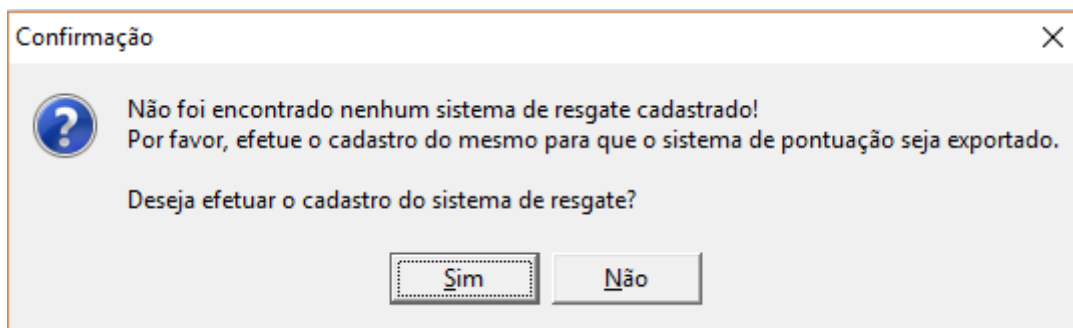 Confirmação
Não foi encontrado nenhum sistema de resgate cadastrado!
Por favor, efetue o cadastro do mesmo para que o sistema de pontuação seja exportado.
Deseja efetuar o cadastro do sistema de resgate?
Sim
Não